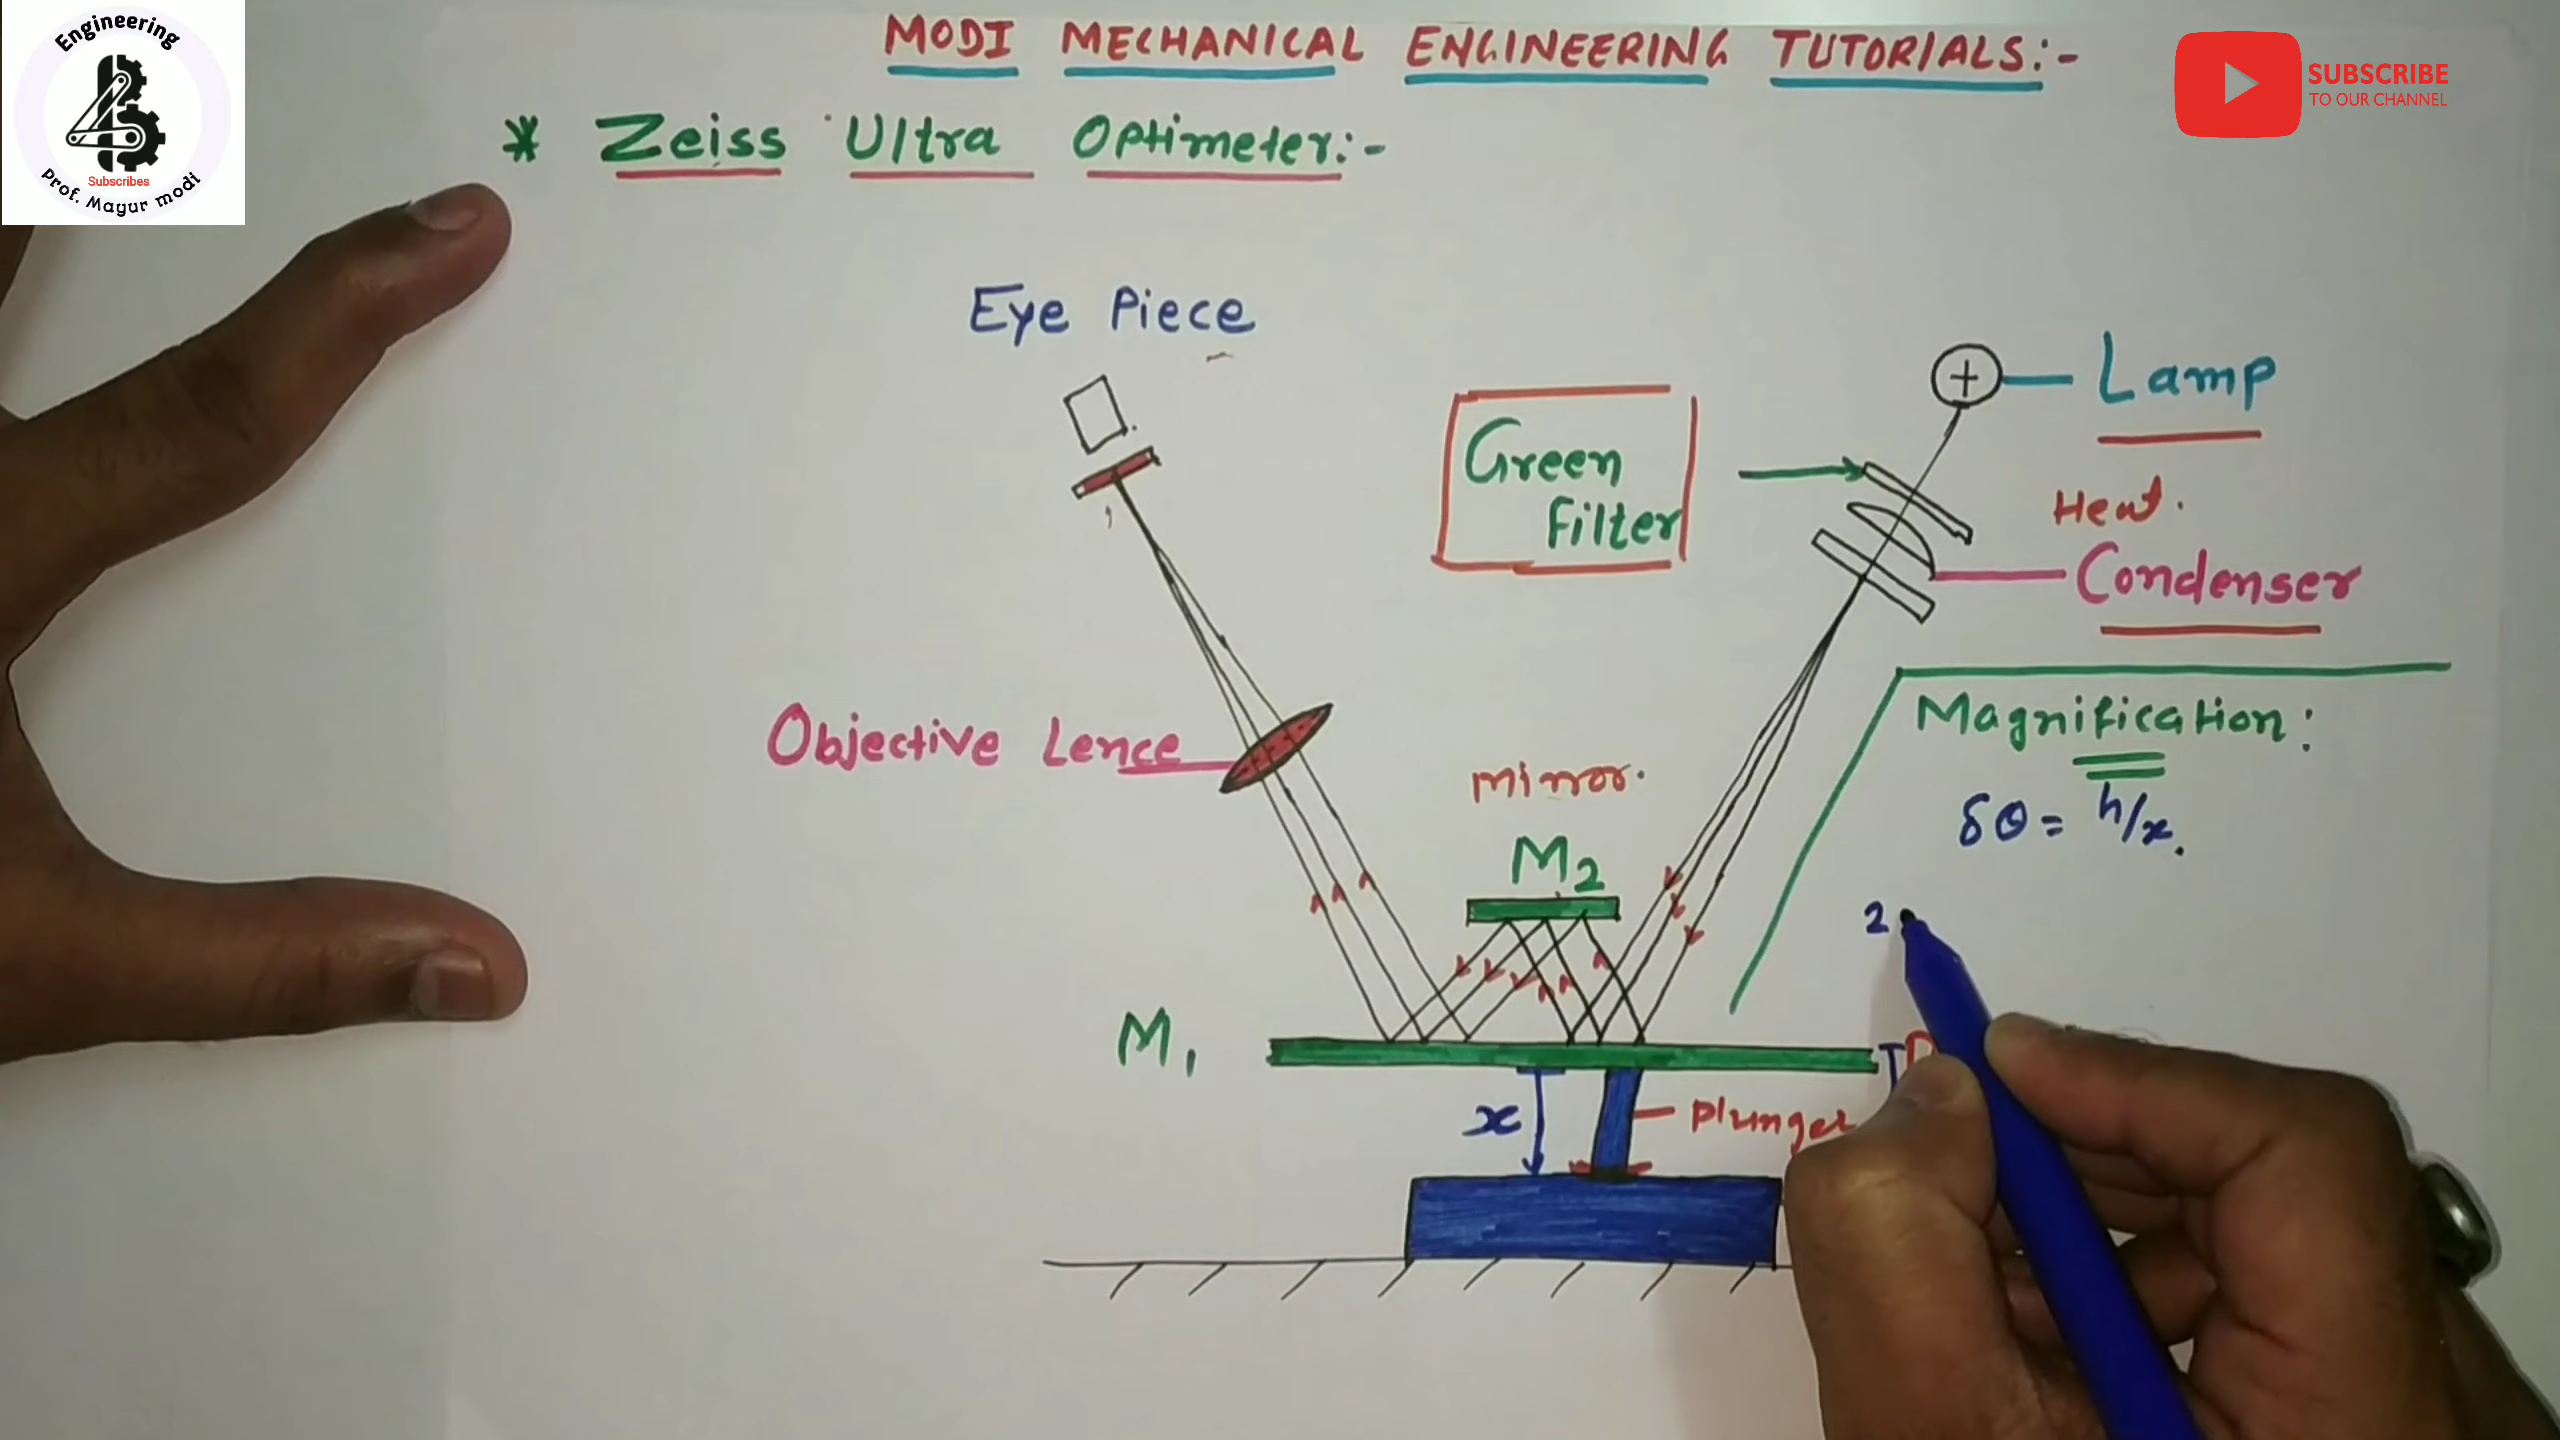 Engineering
Subscribes
Prof. Mayur modi
MODI MECHANICAL ENGINEERING TUTORIALS:-
SUBSCRIBE
TO OUR CHANNEL
* Zeiss Ultra Optimeter:-
Eye Piece
Lamp
Green
Filter
Heat.
Condenser
Objective Lence
Magnification:
mirror.
δθ = h/x.
M2
2
M1
x
Plunger